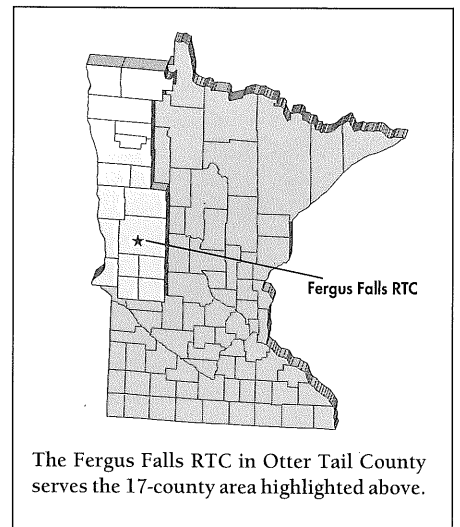 Fergus Falls RTC
The Fergus Falls RTC in Otter Tail County
serves the 17-county area highlighted above.